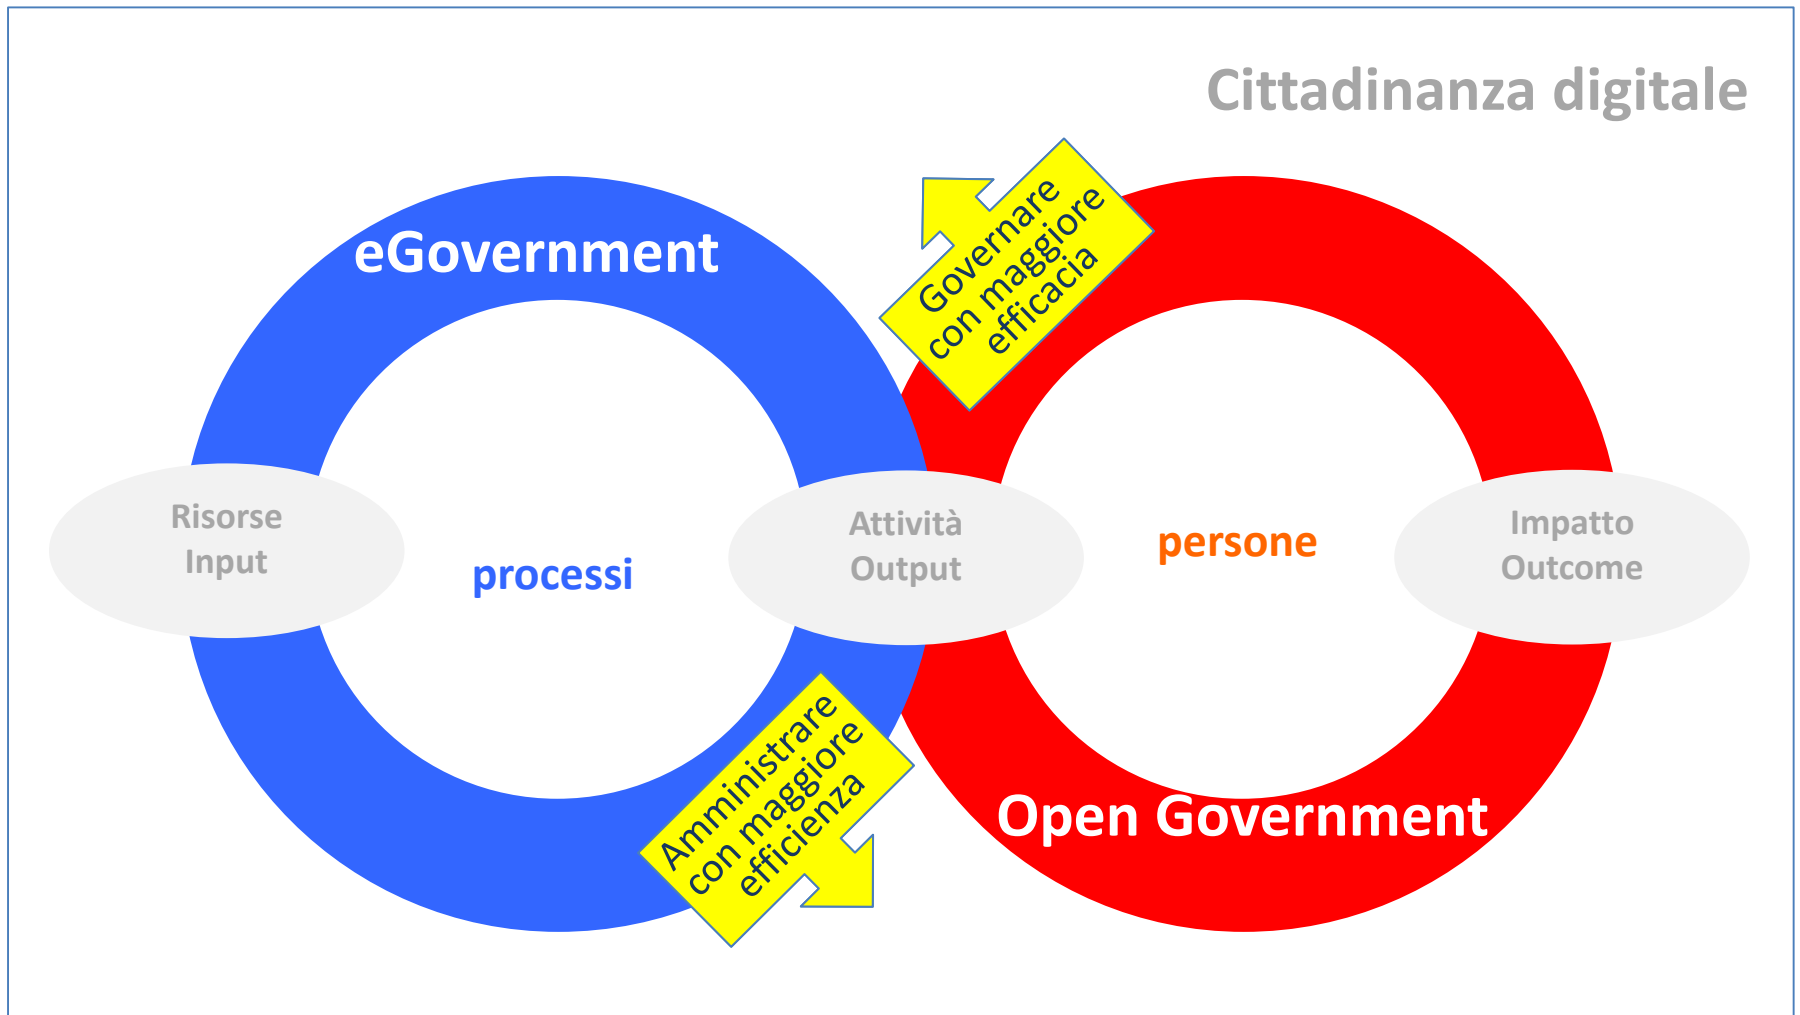 Cittadinanza digitale
eGovernment
Governare
con maggiore
efficacia
Risorse
Input
processi
Attività
Output
persone
Impatto
Outcome
Amministrare
con maggiore
efficienza
Open Government